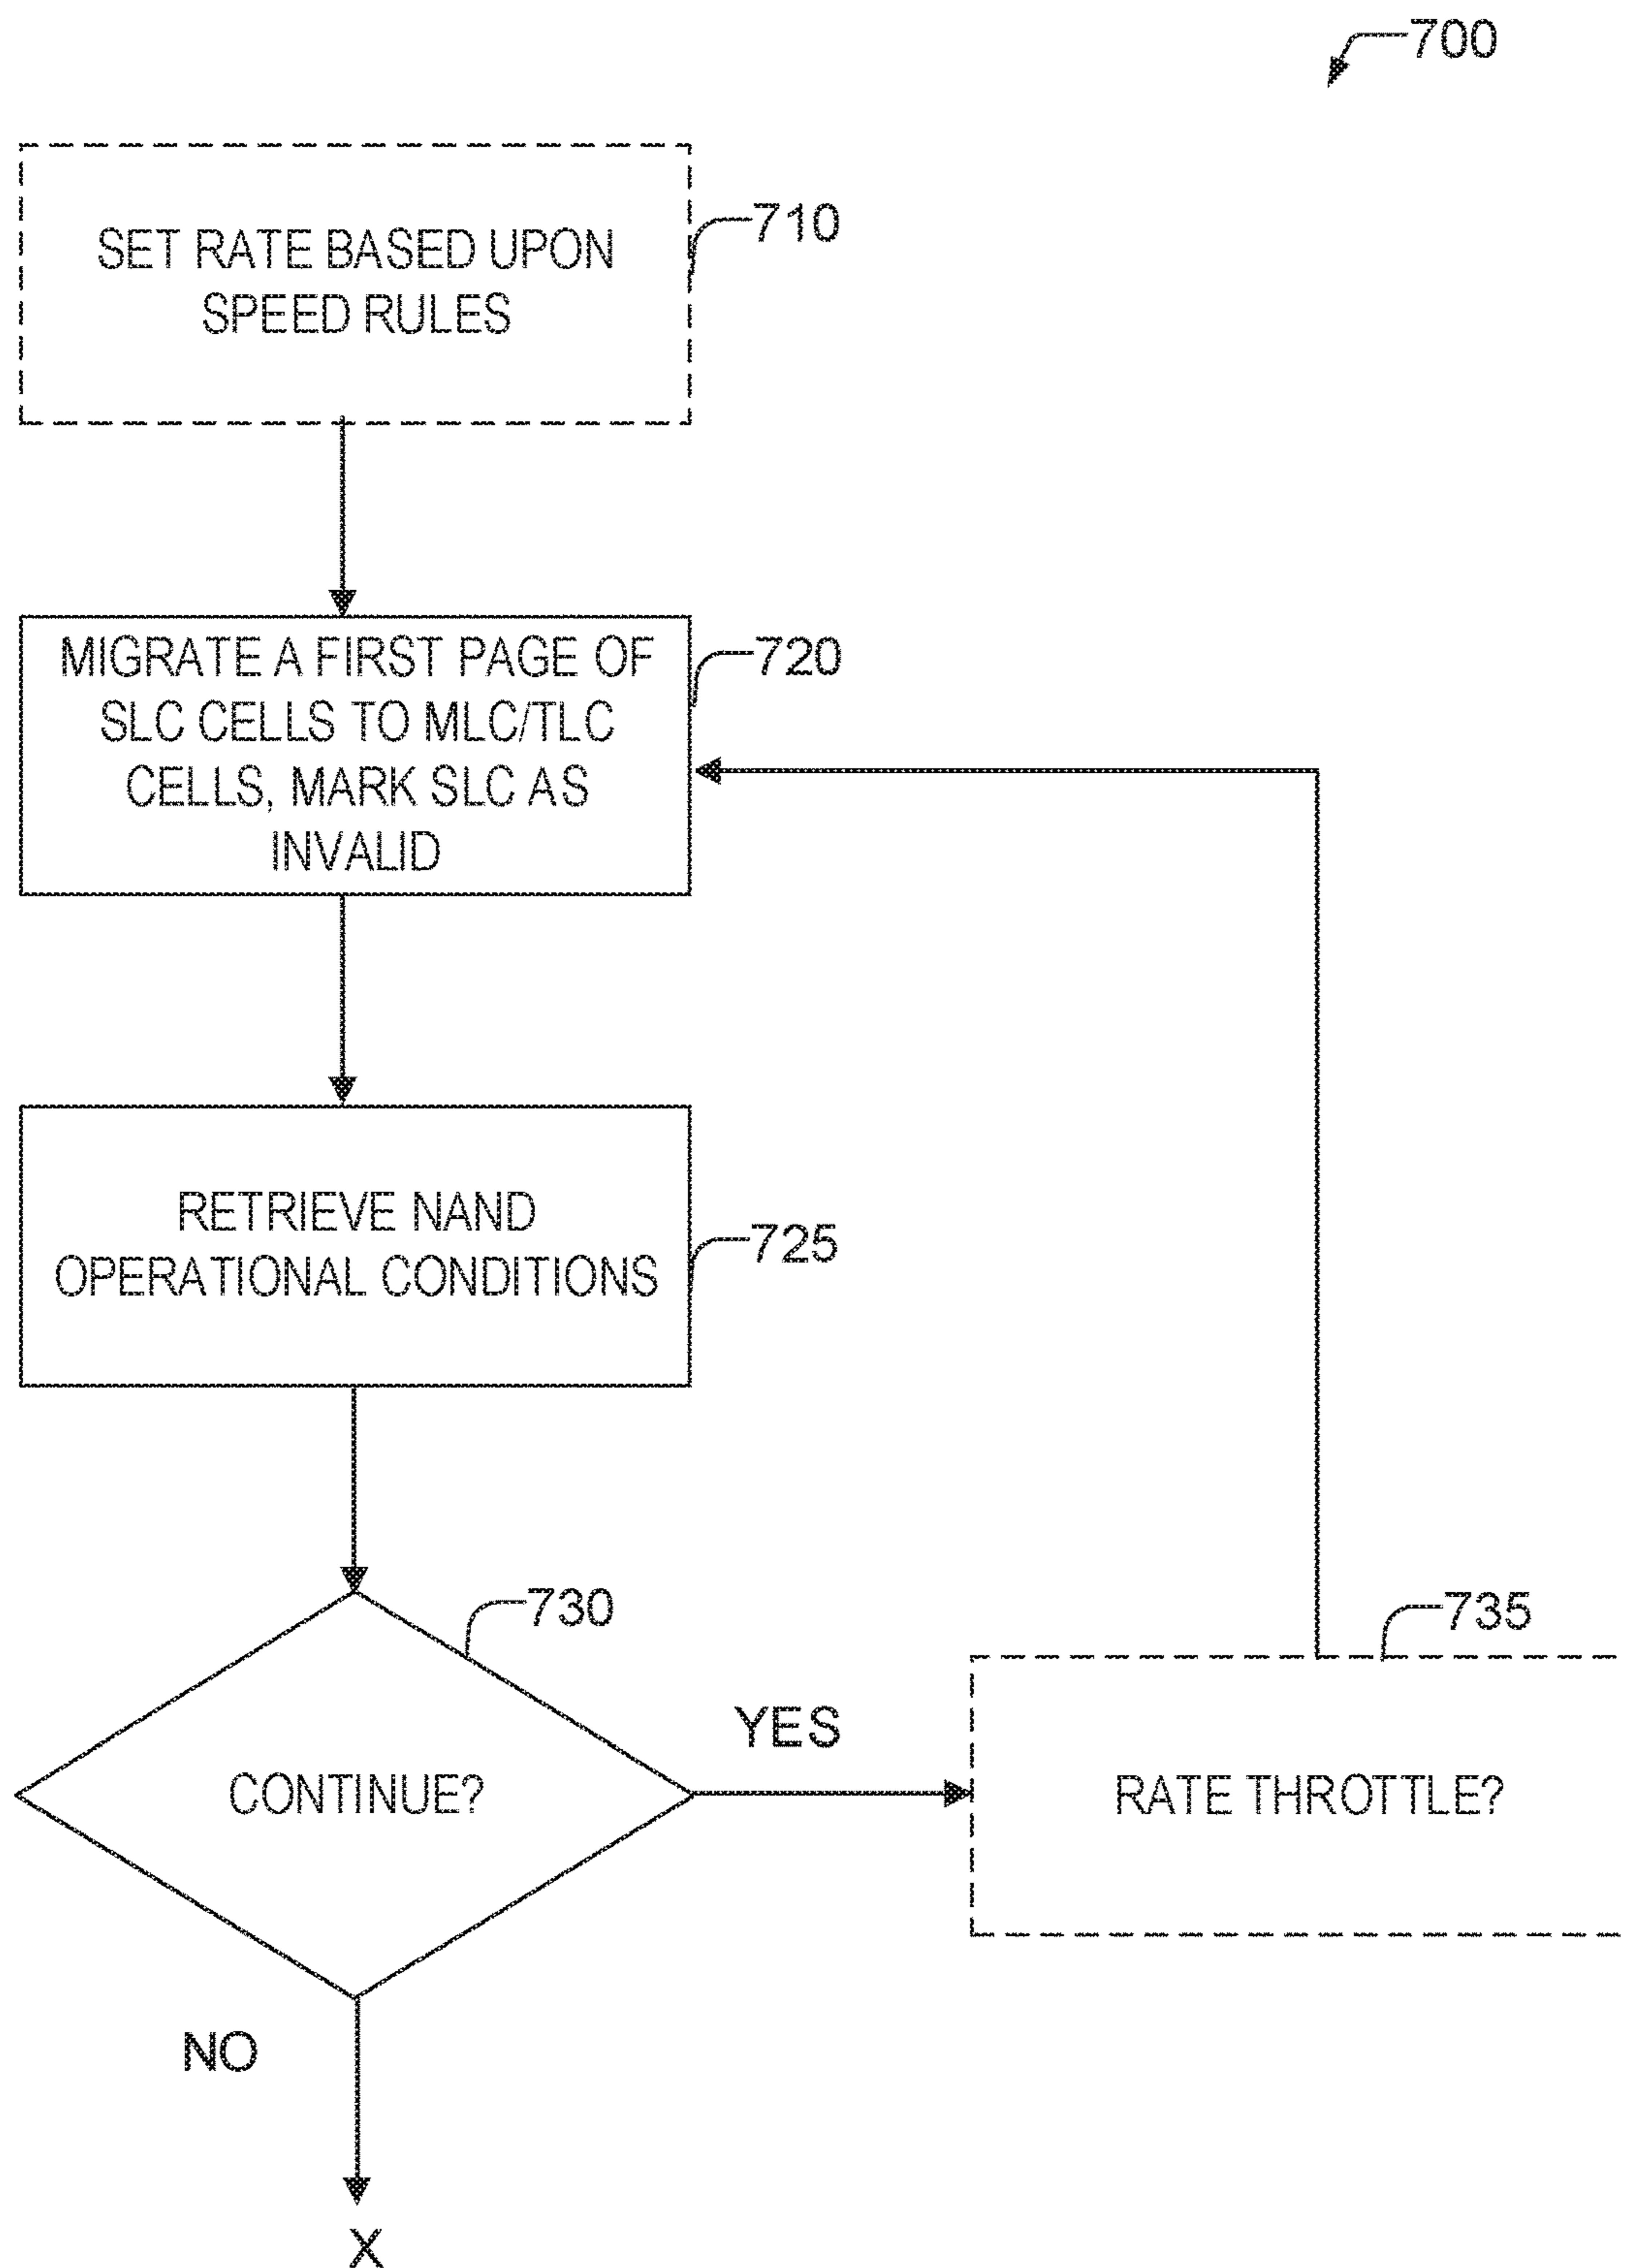 700
SET RATE BASED UPON
SPEED RULES
710
MIGRATE A FIRST PAGE OF
SLC CELLS TO MLC/TLC
CELLS, MARK SLC AS
INVALID
720
RETRIEVE NAND
OPERATIONAL CONDITIONS
725
730
CONTINUE?
YES
735
RATE THROTTLE?
NO
X